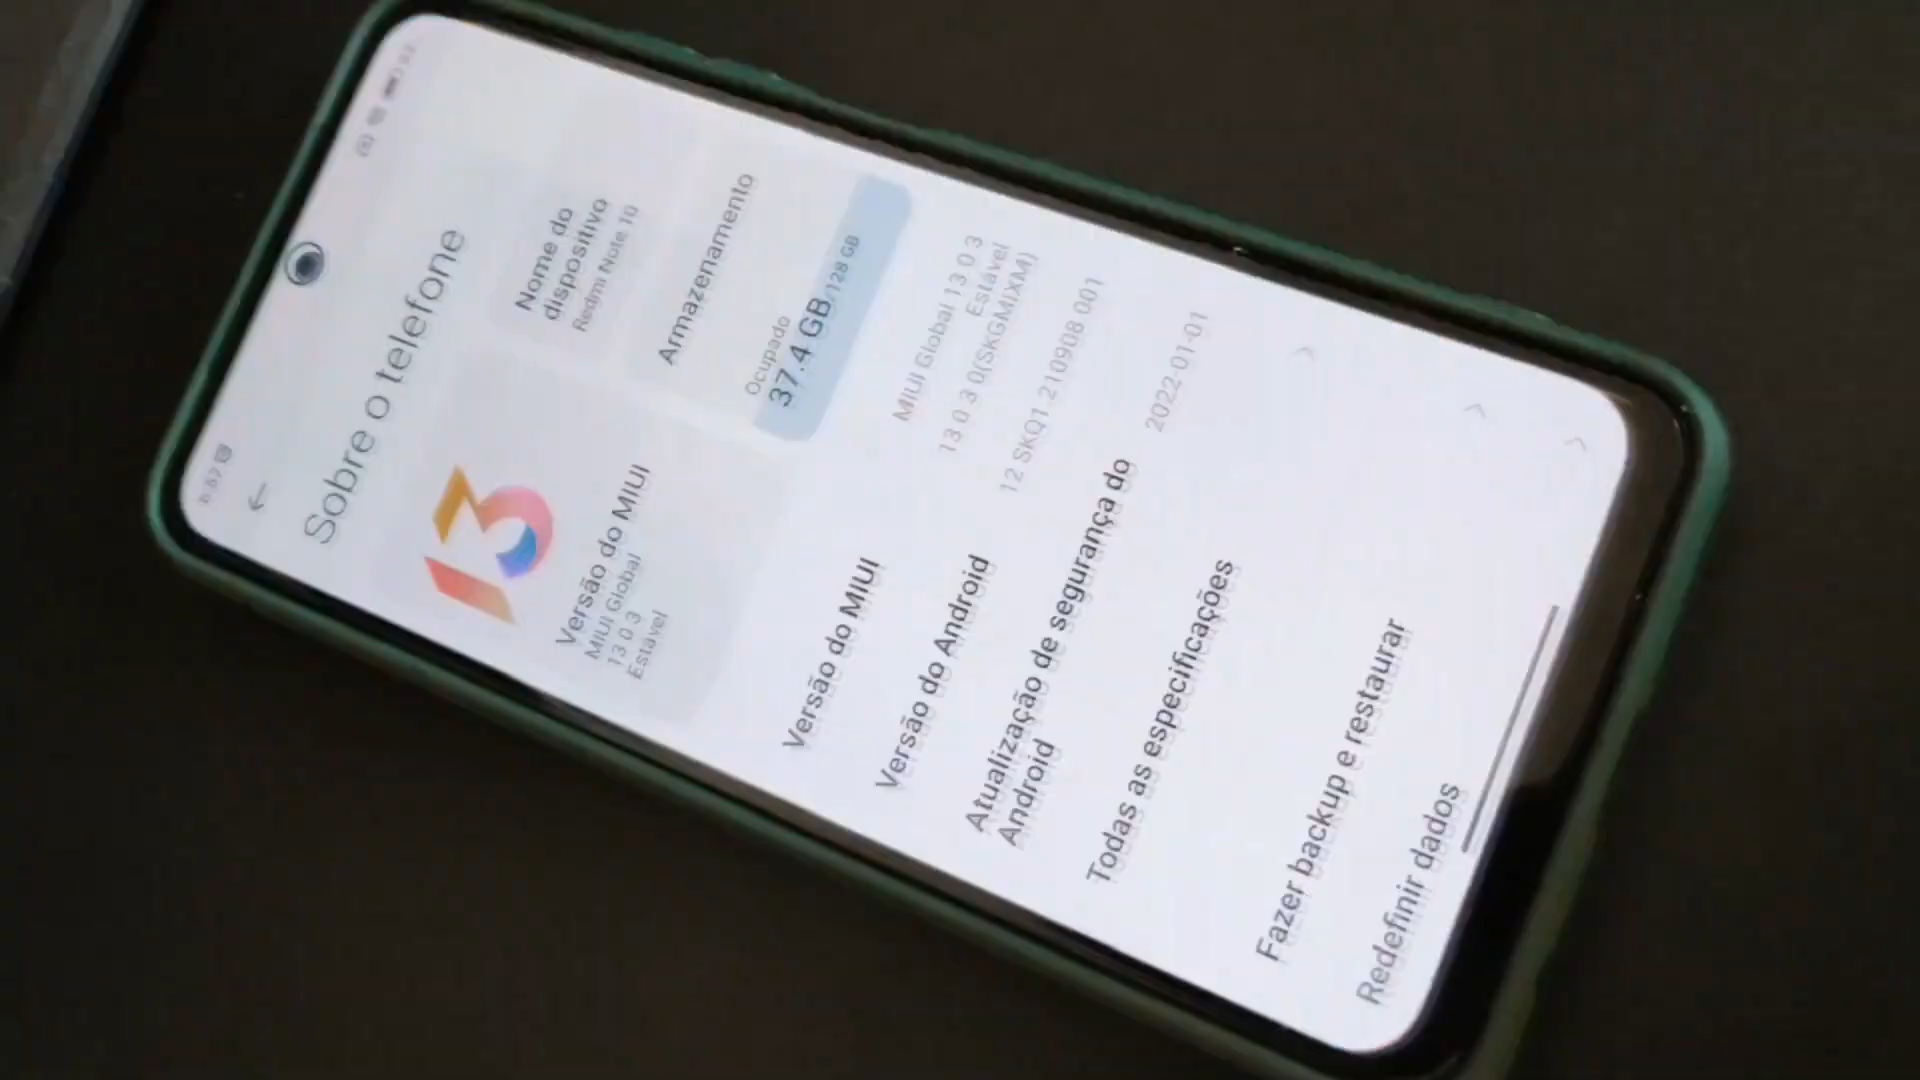 Sobre o telefone
13
Versão do MIUI
MIUI Global
13 0 3
Estável
Nome do
dispositivo
Redmi Note 10
Armazenamento
Ocupado
37.4 GB/128 GB
Versão do MIUI
MIUI Global 13 0 3
Estável
13 0 3 0(SKGMIXM)
Versão do Android
12 SKQ1 210908 001
Atualização de segurança do
Android
2022-01-01
Todas as especificações
Fazer backup e restaurar
Redefinir dados